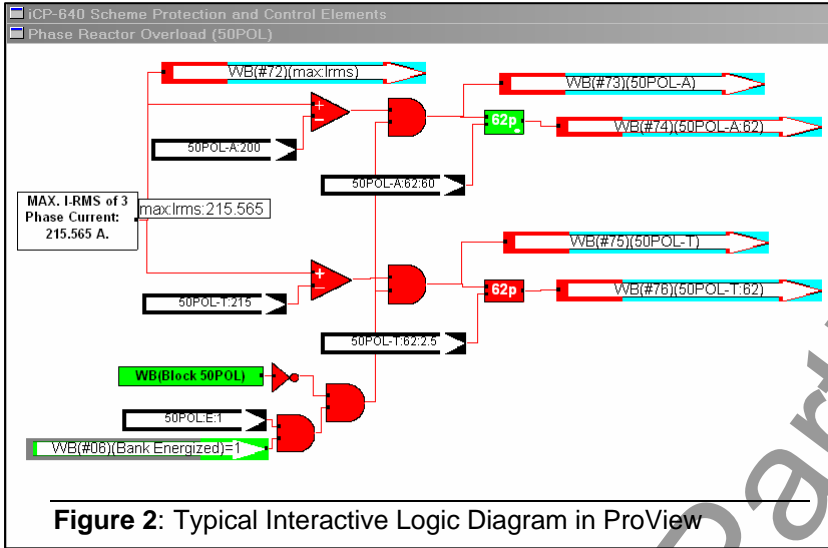 iCP-640 Scheme Protection and Control Elements
Phase Reactor Overload (50POL)
WB(#72)(max:Irms)
WB(#73)(50POL-A)
62p
WB(#74)(50POL-A:62)
50POL-A:200
50POL-A:62:60
MAX. I-RMS of 3
Phase Current:
215.565 A.
max:Irms:215.565
WB(#75)(50POL-T)
62p
WB(#76)(50POL-T:62)
50POL-T:215
50POL-T:62:2.5
WB(Block 50POL)
50POL:E:1
WB(#06)(Bank Energized)=1
Figure 2: Typical Interactive Logic Diagram in ProView
Part